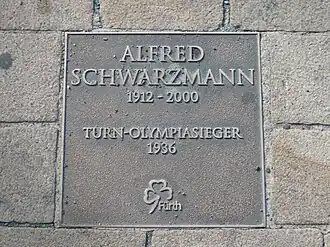 ALFRED
SCHWARZMANN
1912 - 2000
TURN-OLYMPIASIEGER
1936
Fürth